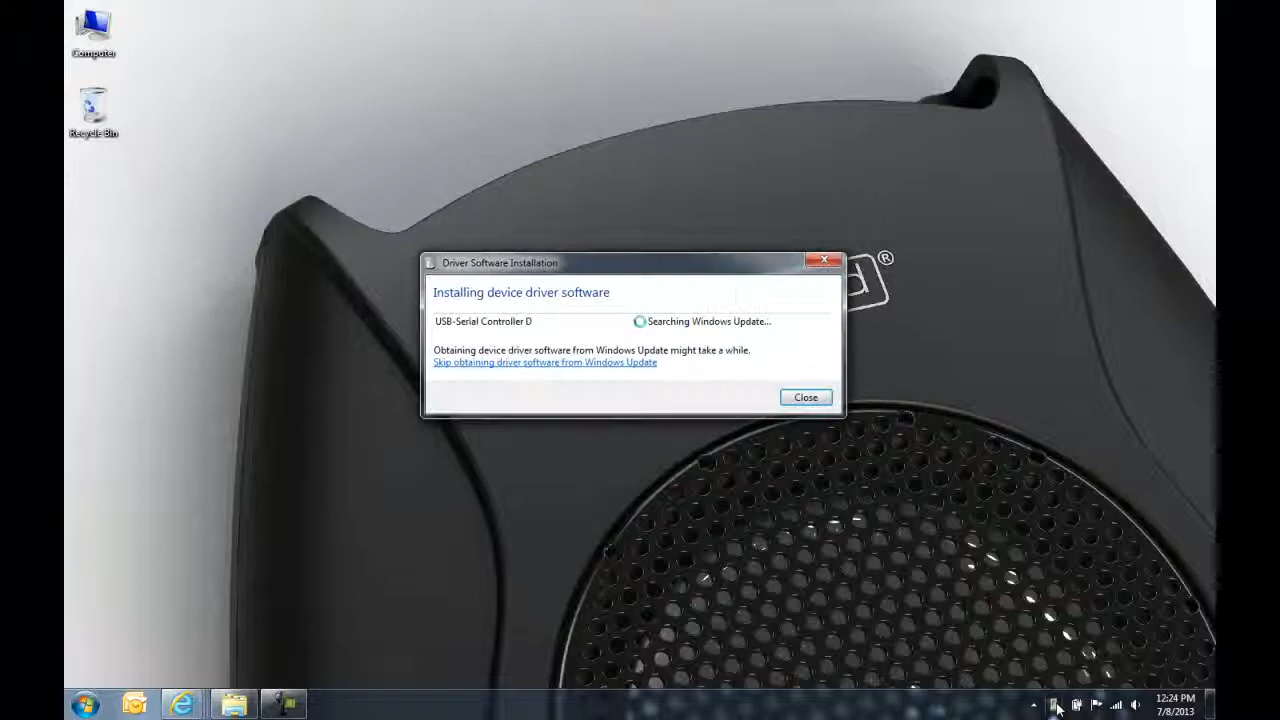 Computer
Recycle Bin
d®
Driver Software Installation
Installing device driver software
USB-Serial Controller D
Searching Windows Update...
Obtaining device driver software from Windows Update might take a while.
Skip obtaining driver software from Windows Update
Close
12:24 PM
7/8/2013